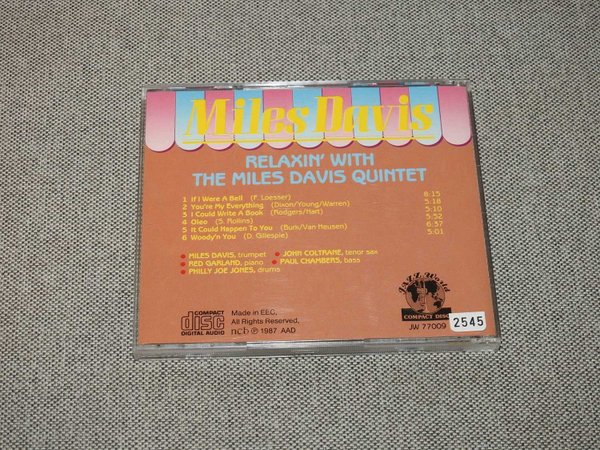 Miles Davis
RELAXIN' WITH
THE MILES DAVIS QUINTET
1 If I Were A Bell (F. Loesser) 8:15
2 You're My Everything (Dixon/Young/Warren) 5:18
3 I Could Write A Book (Rodgers/Hart) 5:10
4 Oleo (S. Rollins) 5:52
5 It Could Happen To You (Burk/Van Heusen) 6:37
6 Woody'n You (D. Gillespie) 5:01
MILES DAVIS, trumpet
JOHN COLTRANE, tenor sax
RED GARLAND, piano
PAUL CHAMBERS, bass
PHILLY JOE JONES, drums
COMPACT
disc
DIGITAL AUDIO
Made in EEC,
All Rights Reserved,
ncb ℗ 1987 AAD
JAZZ World
COMPACT DISC
JW 77009
2545